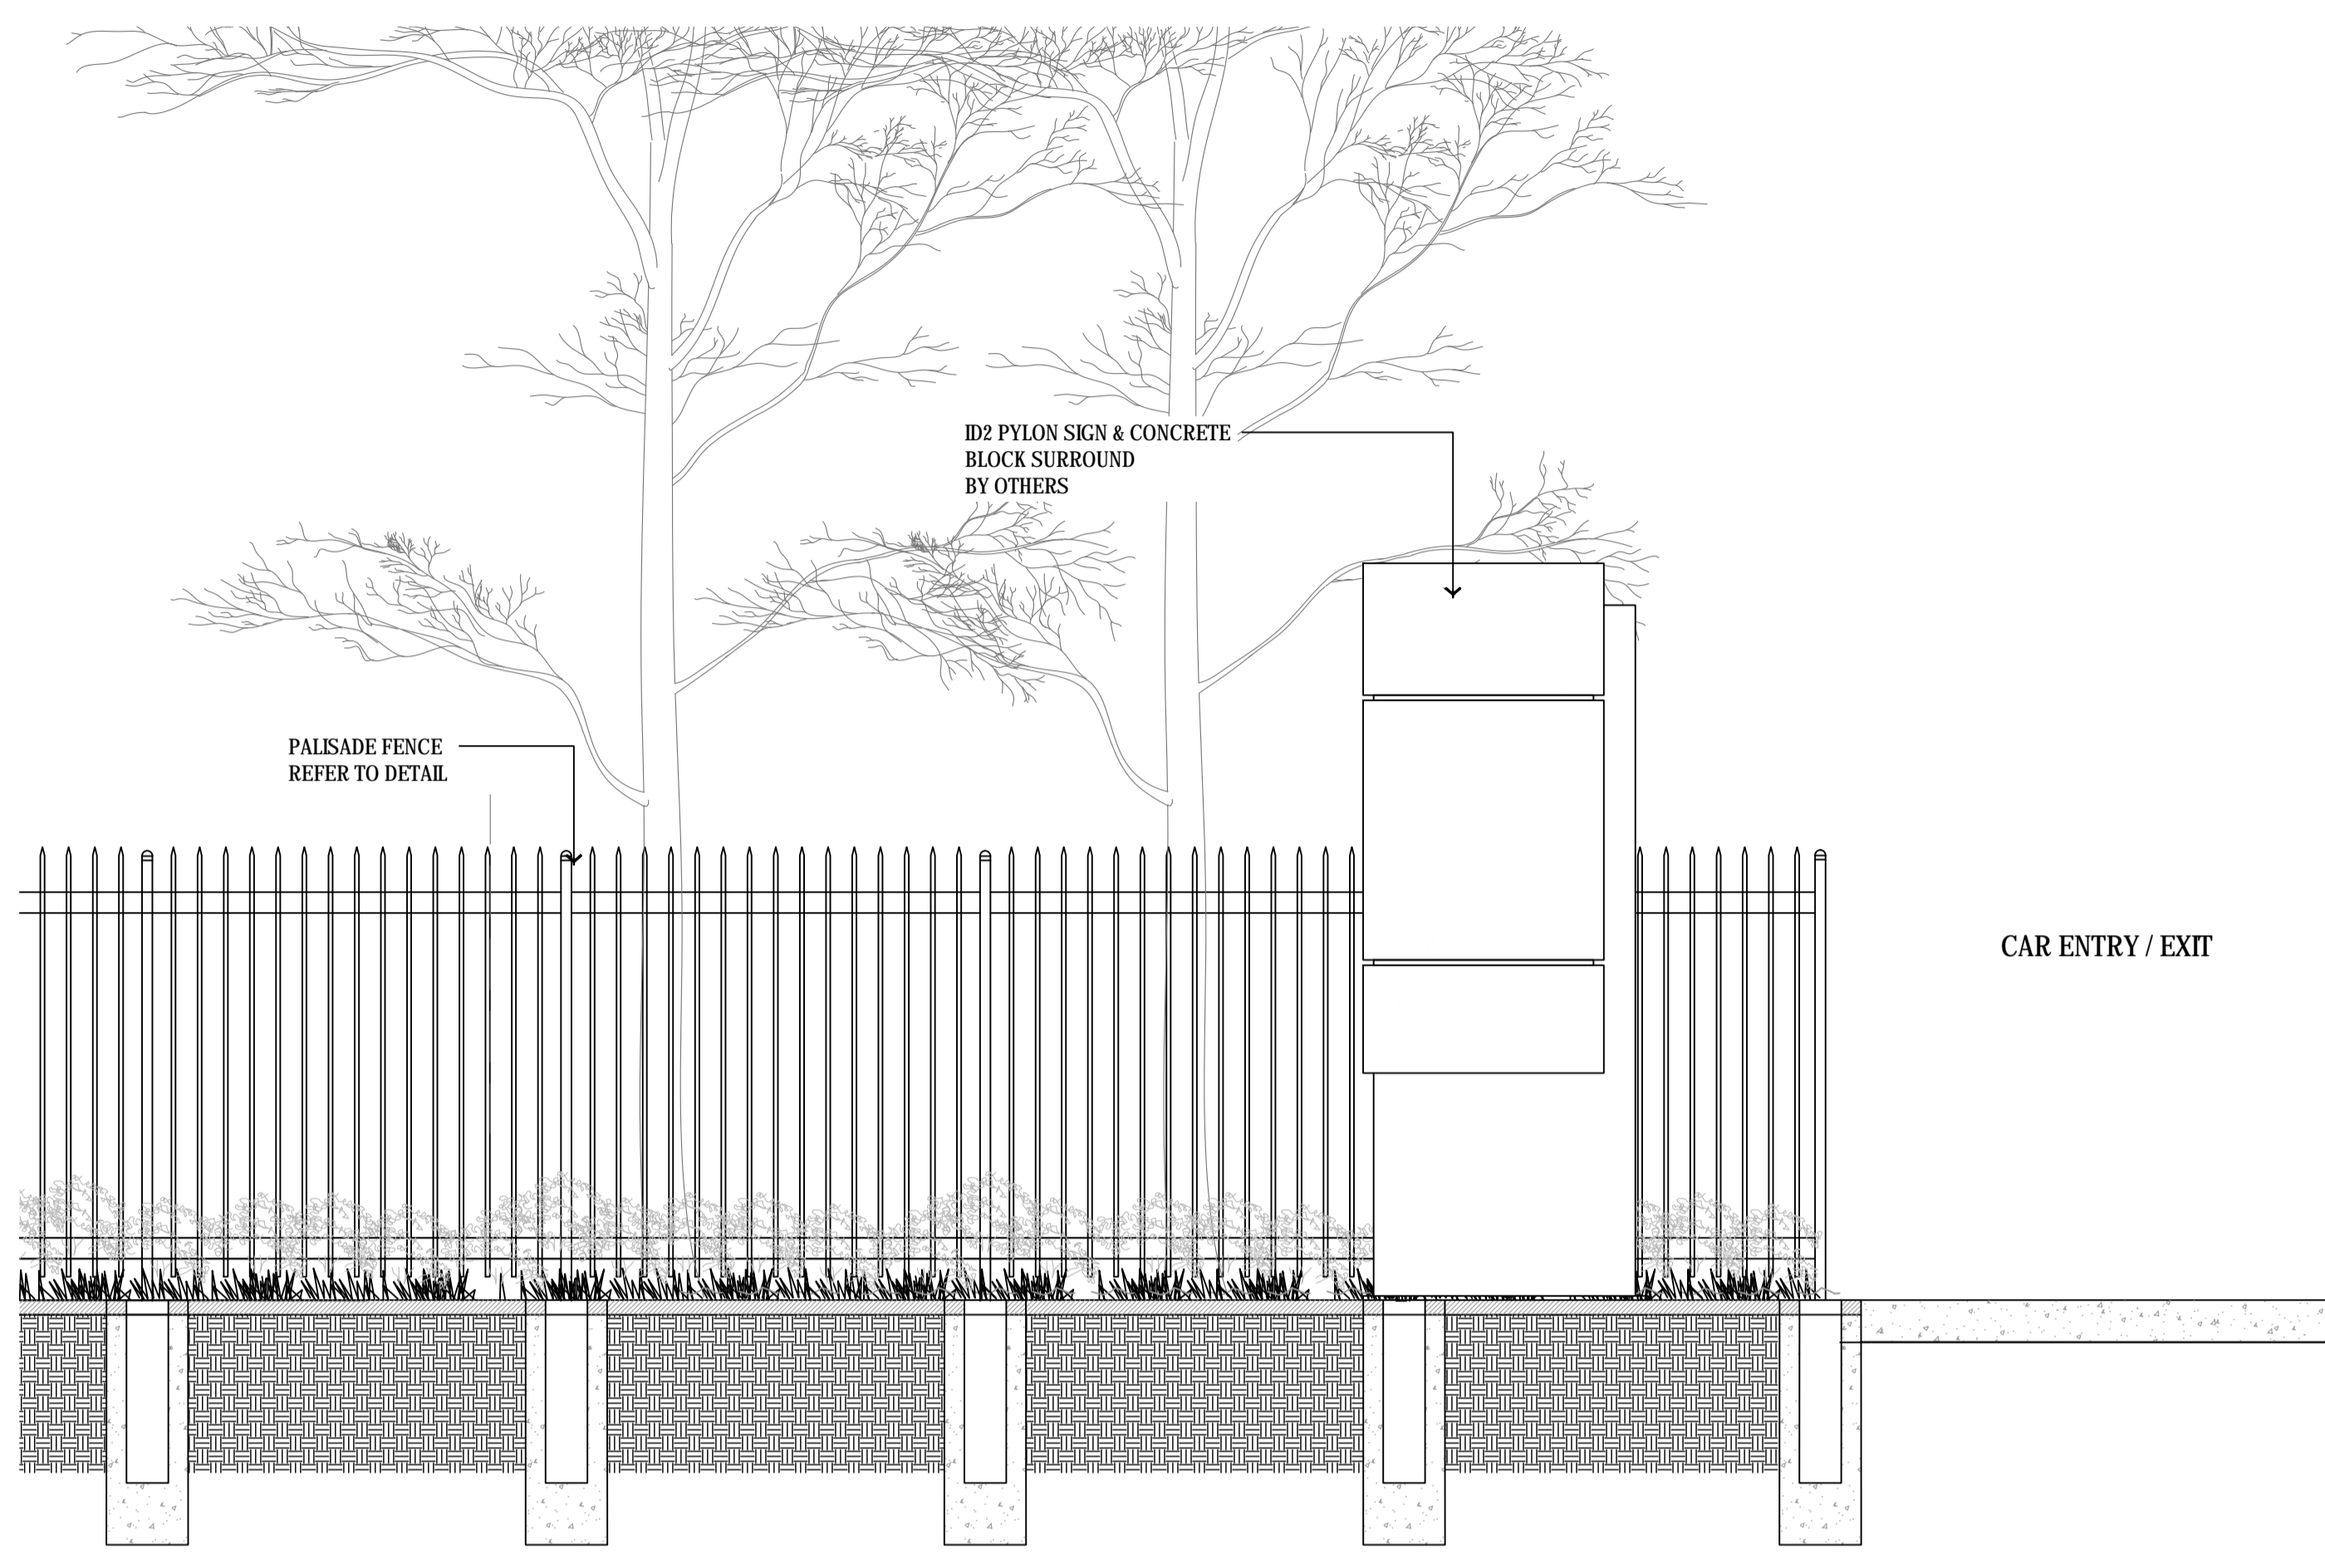 ID2 PYLON SIGN & CONCRETE
BLOCK SURROUND
BY OTHERS
PALISADE FENCE
REFER TO DETAIL
CAR ENTRY / EXIT